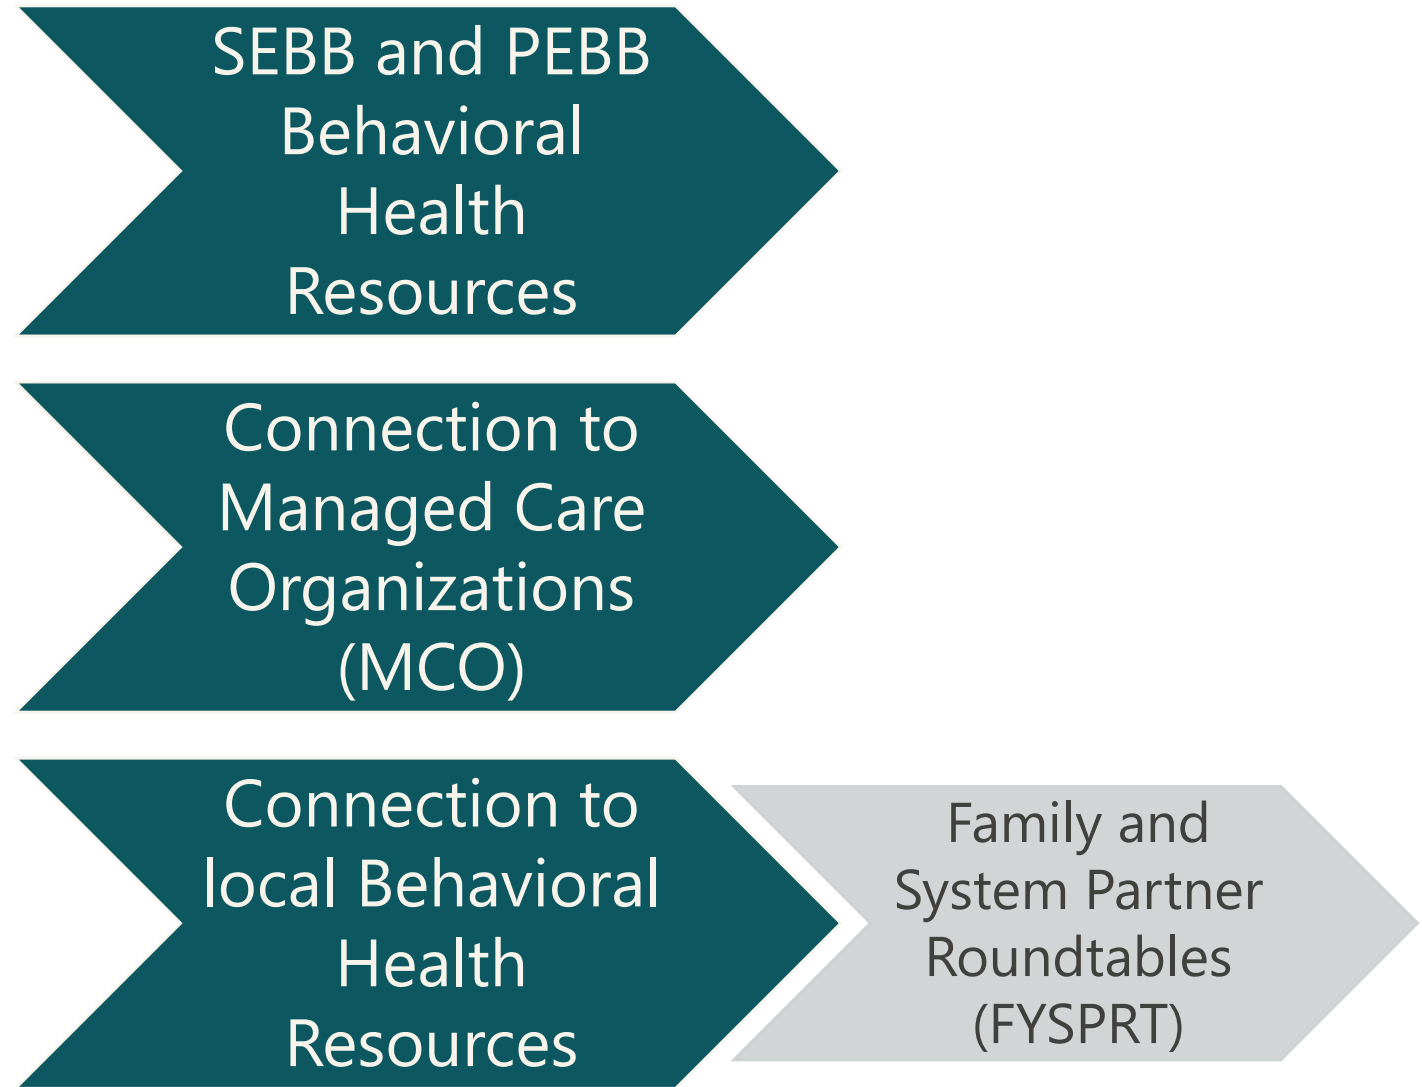 SEBB and PEBB
Behavioral
Health
Resources
Connection to
Managed Care
Organizations
(MCO)
Connection to
local Behavioral
Health
Resources
Family and
System Partner
Roundtables
(FYSPRT)